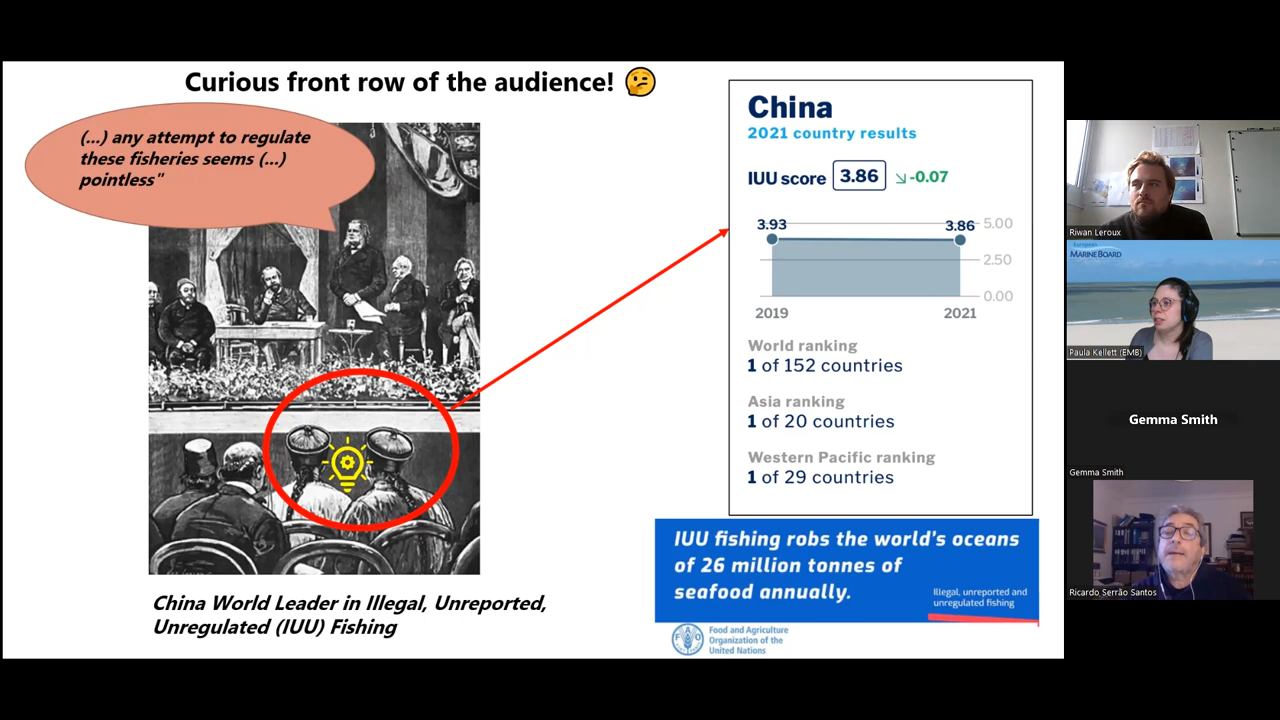 Curious front row of the audience! 🤔
(...) any attempt to regulate
these fisheries seems (...)
pointless"
China
2021 country results
IUU score 3.86 ↘ -0.07
3.93
3.86
5.00
2.50
0.00
2019
2021
World ranking
1 of 152 countries
Asia ranking
1 of 20 countries
Western Pacific ranking
1 of 29 countries
China World Leader in Illegal, Unreported,
Unregulated (IUU) Fishing
IUU fishing robs the world's oceans
of 26 million tonnes of
seafood annually.
Illegal, unreported and
unregulated fishing
FAO
Food and Agriculture
Organization of the
United Nations
Riwan Leroux
European
MARINE BOARD
Paula Kellett (EMB)
Gemma Smith
Gemma Smith
Ricardo Serrão Santos